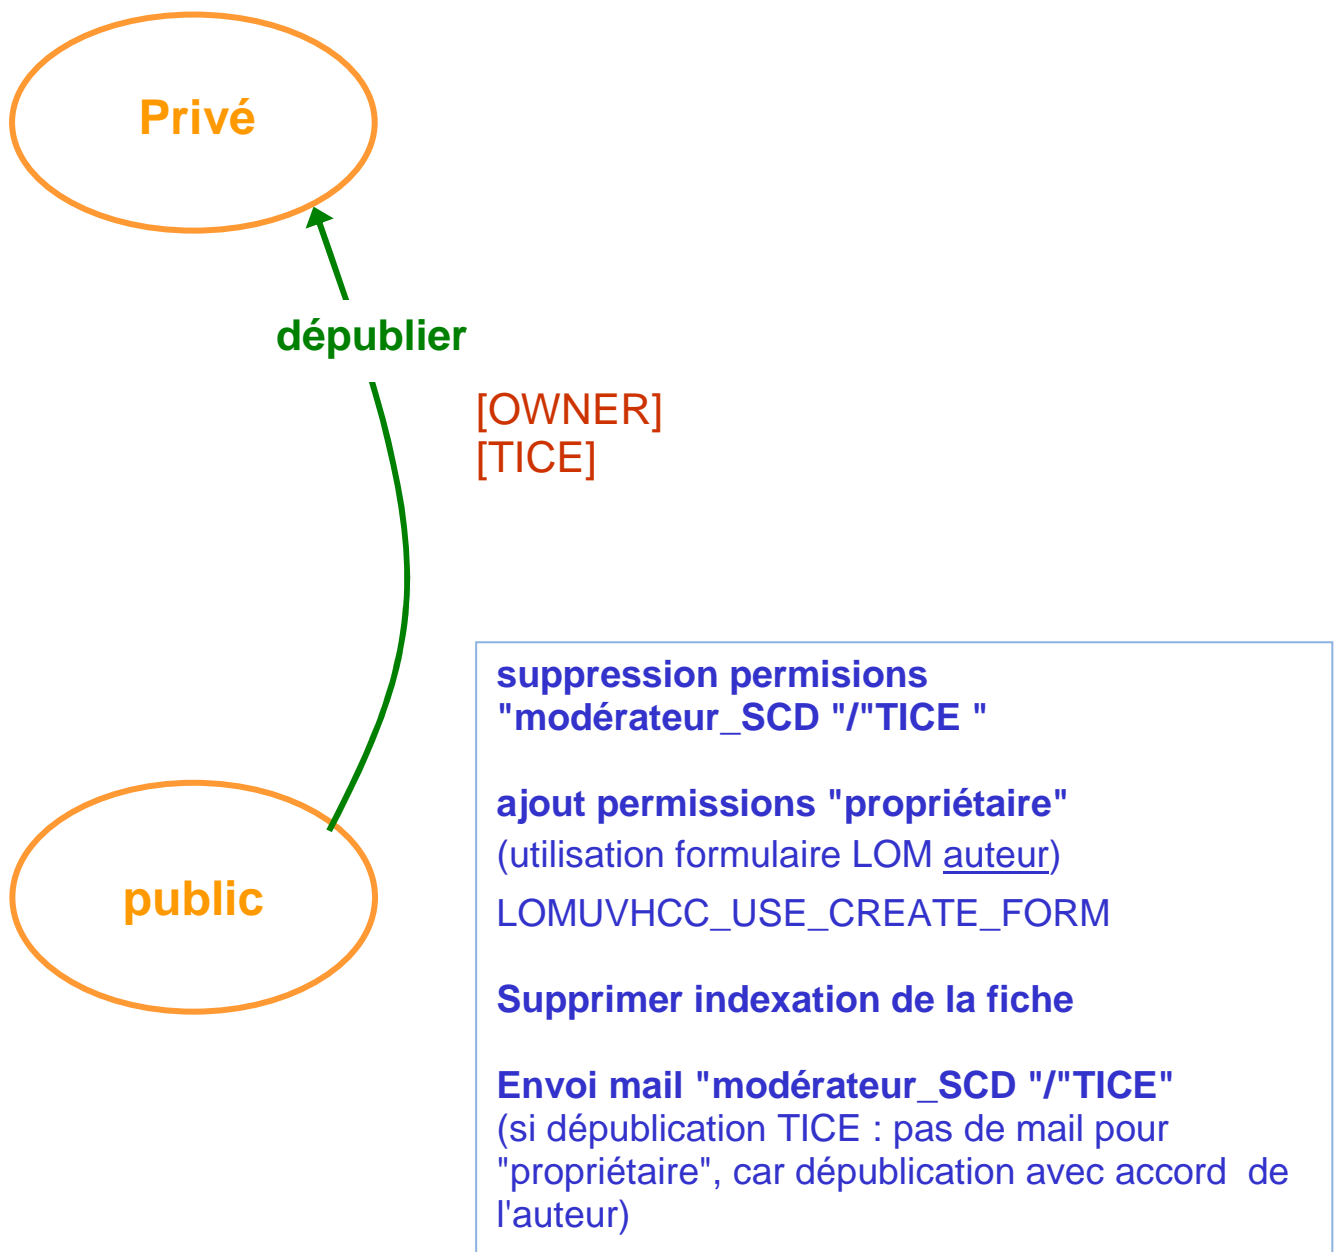 Privé
dépublier
[OWNER]
[TICE]
public
suppression permisions
"modérateur_SCD "/"TICE "
ajout permissions "propriétaire"
(utilisation formulaire LOM auteur)
LOMUVHCC_USE_CREATE_FORM
Supprimer indexation de la fiche
Envoi mail "modérateur_SCD "/"TICE"
(si dépublication TICE : pas de mail pour
"propriétaire", car dépublication avec accord  de
l'auteur)